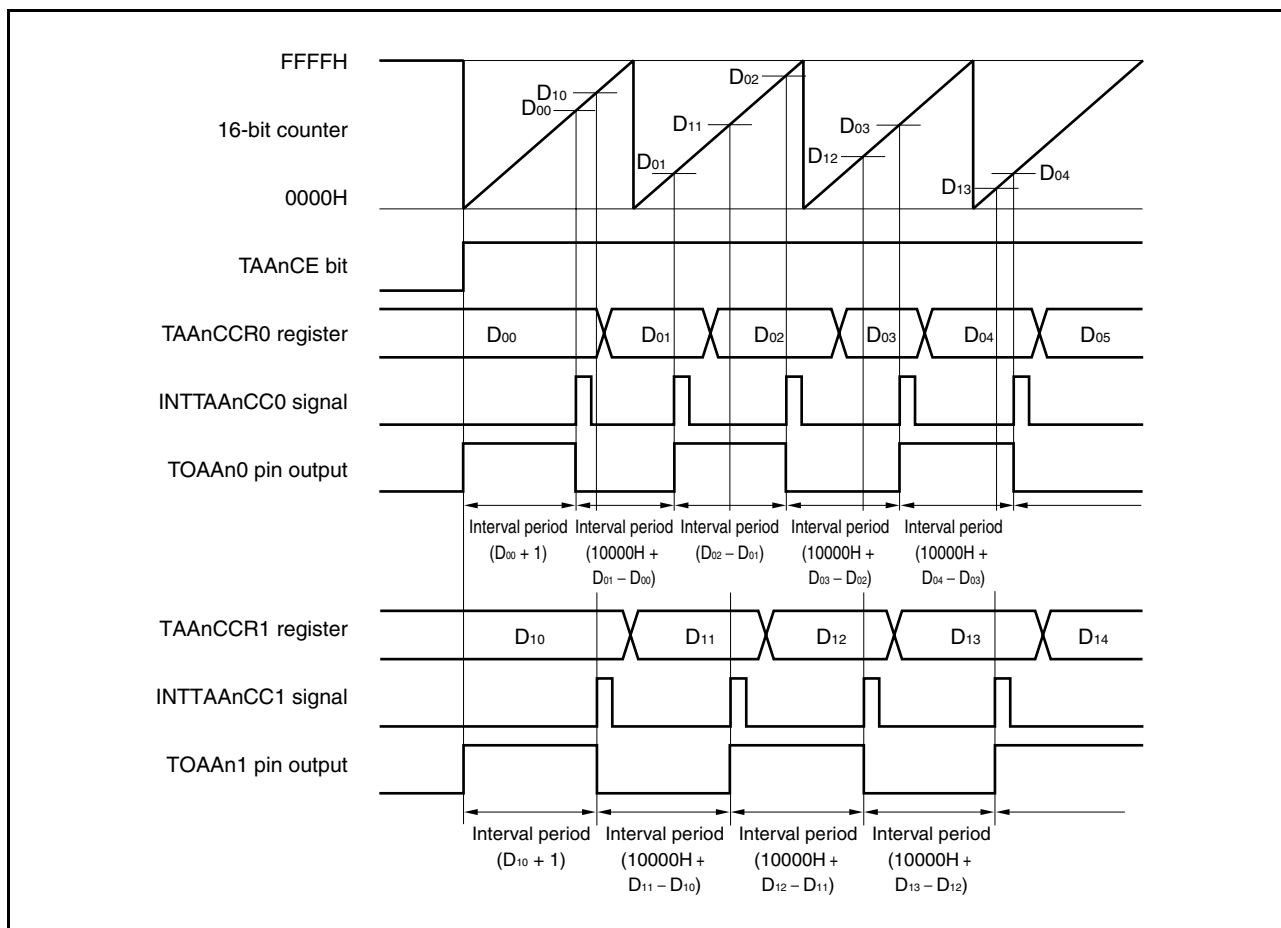 FFFFH
D10
D00
D02
16-bit counter
D11
D03
D01
D12
0000H
D13
D04
TAAnCE bit
TAAnCCR0 register
D00
D01
D02
D03
D04
D05
INTTAAnCC0 signal
TOAAn0 pin output
Interval period
(D00 + 1)
Interval period
(10000H +
D01 – D00)
Interval period
(D02 – D01)
Interval period
(10000H +
D03 – D02)
Interval period
(10000H +
D04 – D03)
TAAnCCR1 register
D10
D11
D12
D13
D14
INTTAAnCC1 signal
TOAAn1 pin output
Interval period
(D10 + 1)
Interval period
(10000H +
D11 – D10)
Interval period
(10000H +
D12 – D11)
Interval period
(10000H +
D13 – D12)